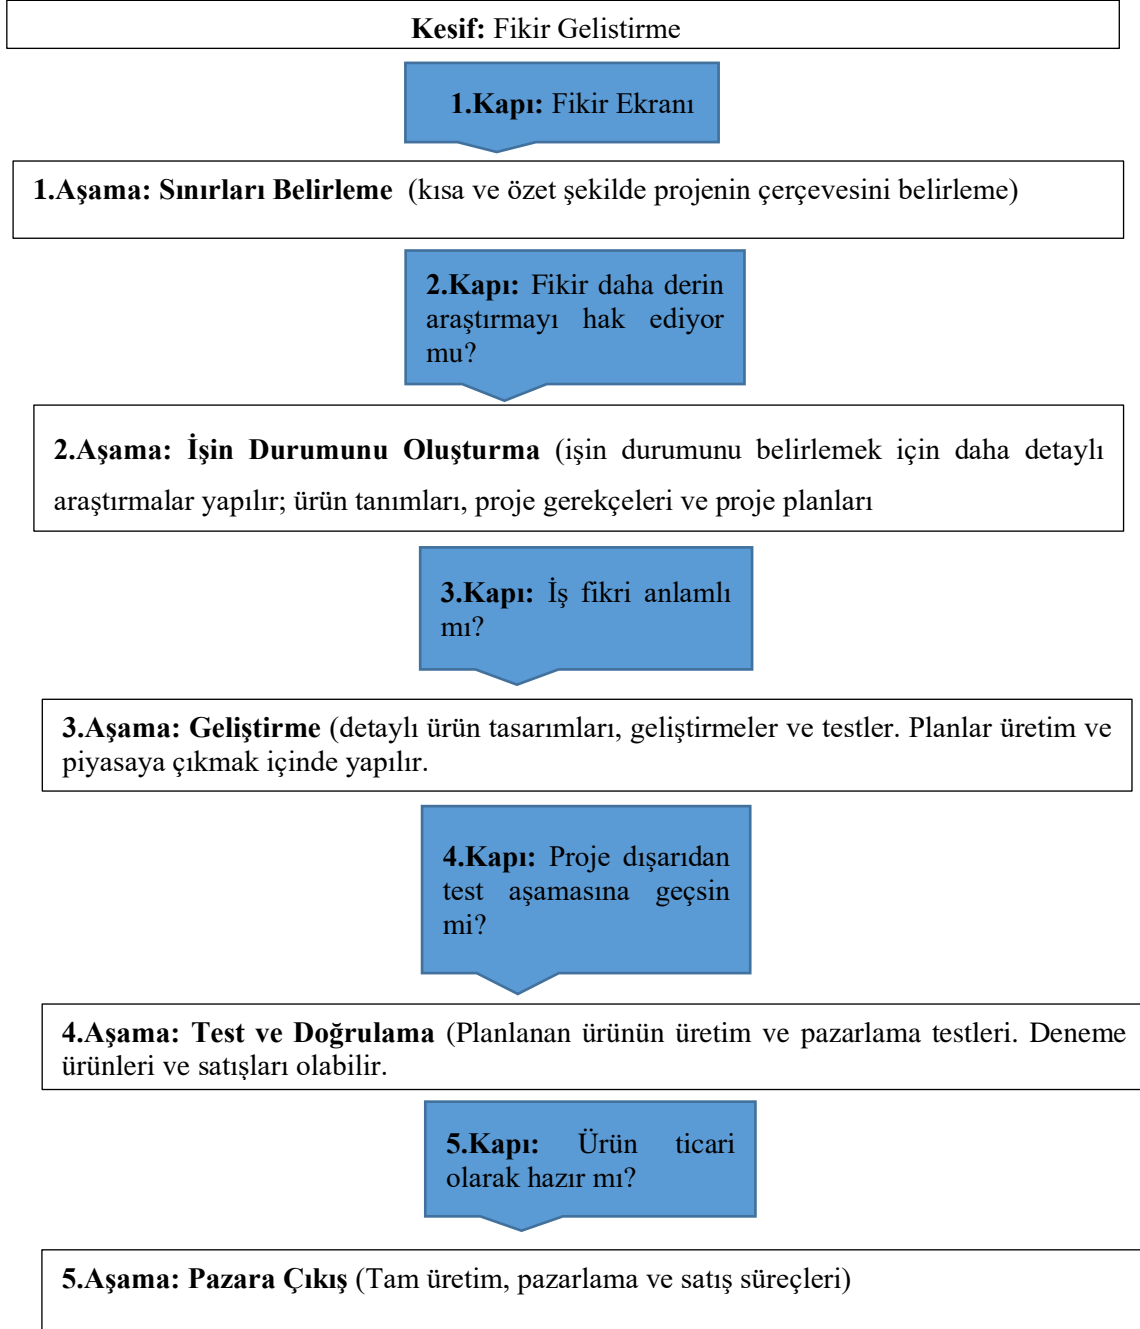 Kesif: Fikir Gelistirme
1.Kapı: Fikir Ekranı
1.Aşama: Sınırları Belirleme (kısa ve özet şekilde projenin çerçevesini belirleme)
2.Kapı: Fikir daha derin
araştırmayı hak ediyor
mu?
2.Aşama: İşin Durumunu Oluşturma (işin durumunu belirlemek için daha detaylı
araştırmalar yapılır; ürün tanımları, proje gerekçeleri ve proje planları
3.Kapı: İş fikri anlamlı
mı?
3.Aşama: Geliştirme (detaylı ürün tasarımları, geliştirmeler ve testler. Planlar üretim ve
piyasaya çıkmak içinde yapılır.
4.Kapı: Proje dışarıdan
test aşamasına geçsin
mi?
4.Aşama: Test ve Doğrulama (Planlanan ürünün üretim ve pazarlama testleri. Deneme
ürünleri ve satışları olabilir.
5.Kapı: Ürün ticari
olarak hazır mı?
5.Aşama: Pazara Çıkış (Tam üretim, pazarlama ve satış süreçleri)